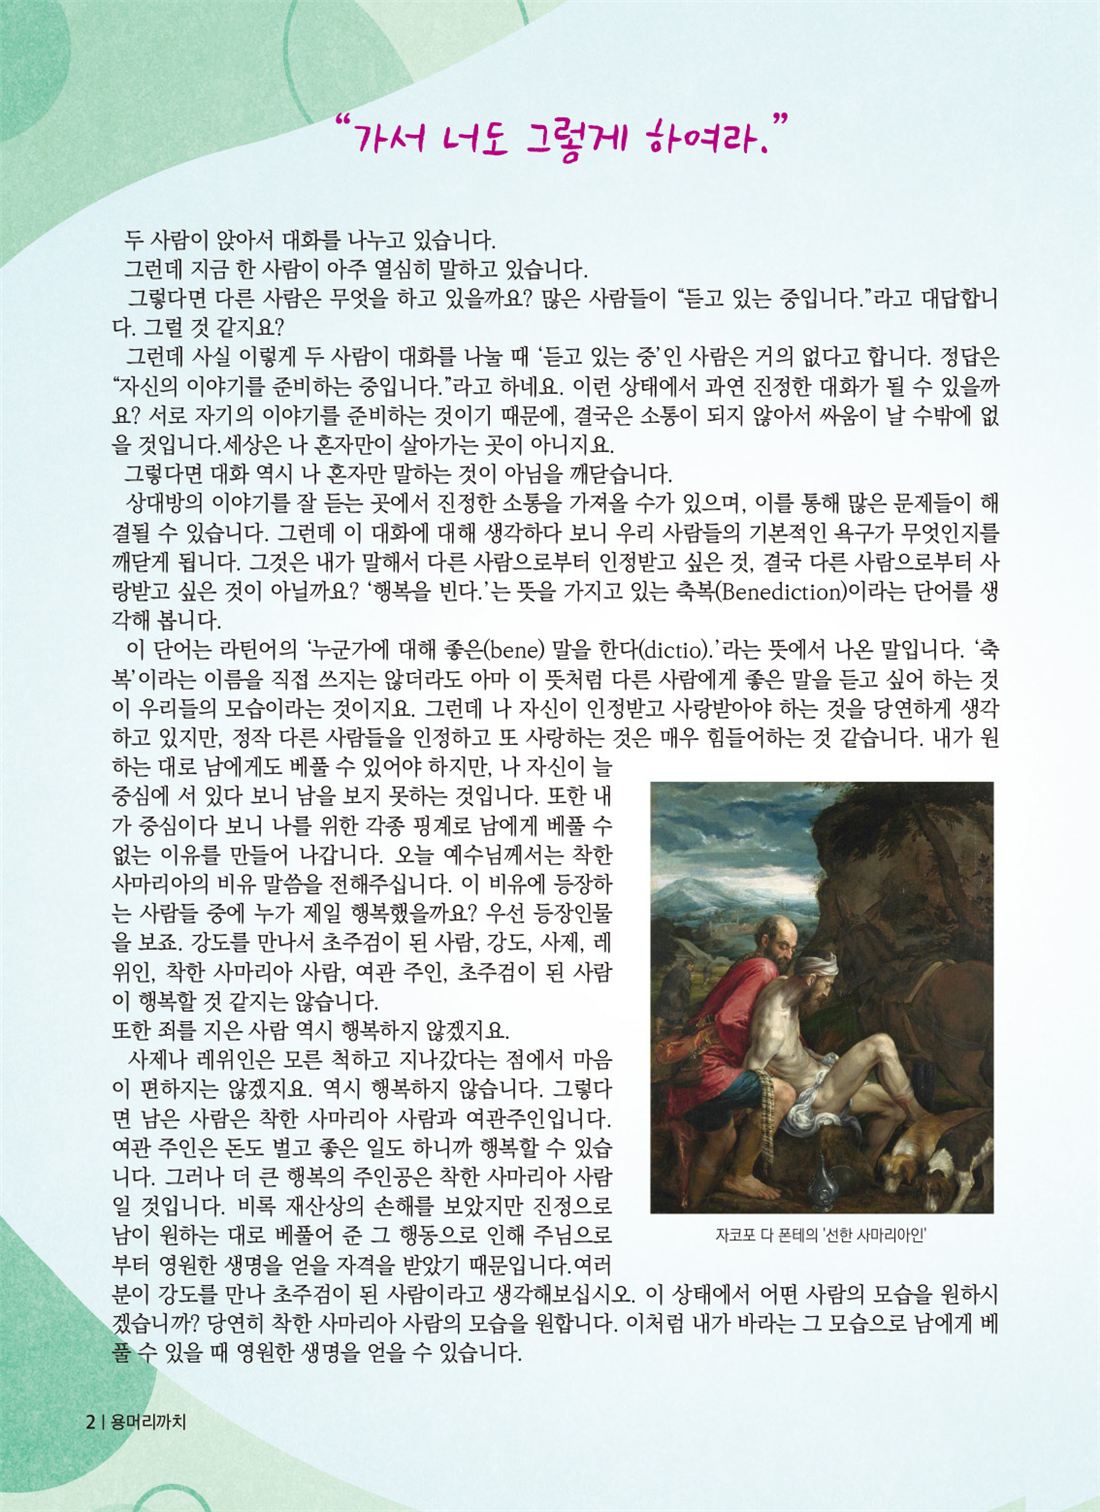 “가서 너도 그렇게 하여라.”
두 사람이 앉아서 대화를 나누고 있습니다.
그런데 지금 한 사람이 아주 열심히 말하고 있습니다.
그렇다면 다른 사람은 무엇을 하고 있을까요? 많은 사람들이 “듣고 있는 중입니다.”라고 대답합니
다. 그럴 것 같지요?
그런데 사실 이렇게 두 사람이 대화를 나눌 때 ‘듣고 있는 중’인 사람은 거의 없다고 합니다. 정답은
“자신의 이야기를 준비하는 중입니다.”라고 하네요. 이런 상태에서 과연 진정한 대화가 될 수 있을까
요? 서로 자기의 이야기를 준비하는 것이기 때문에, 결국은 소통이 되지 않아서 싸움이 날 수밖에 없
을 것입니다.세상은 나 혼자만이 살아가는 곳이 아니지요.
그렇다면 대화 역시 나 혼자만 말하는 것이 아님을 깨닫습니다.
상대방의 이야기를 잘 듣는 곳에서 진정한 소통을 가져올 수가 있으며, 이를 통해 많은 문제들이 해
결될 수 있습니다. 그런데 이 대화에 대해 생각하다 보니 우리 사람들의 기본적인 욕구가 무엇인지를
깨닫게 됩니다. 그것은 내가 말해서 다른 사람으로부터 인정받고 싶은 것, 결국 다른 사람으로부터 사
랑받고 싶은 것이 아닐까요? ‘행복을 빈다.’는 뜻을 가지고 있는 축복(Benediction)이라는 단어를 생
각해 봅니다.
이 단어는 라틴어의 ‘누군가에 대해 좋은(bene) 말을 한다(dictio).’라는 뜻에서 나온 말입니다. ‘축
복’이라는 이름을 직접 쓰지는 않더라도 아마 이 뜻처럼 다른 사람에게 좋은 말을 듣고 싶어 하는 것
이 우리들의 모습이라는 것이지요. 그런데 나 자신이 인정받고 사랑받아야 하는 것을 당연하게 생각
하고 있지만, 정작 다른 사람들을 인정하고 또 사랑하는 것은 매우 힘들어하는 것 같습니다. 내가 원
하는 대로 남에게도 베풀 수 있어야 하지만, 나 자신이 늘
중심에 서 있다 보니 남을 보지 못하는 것입니다. 또한 내
가 중심이다 보니 나를 위한 각종 핑계로 남에게 베풀 수
없는 이유를 만들어 나갑니다. 오늘 예수님께서는 착한
사마리아의 비유 말씀을 전해주십니다. 이 비유에 등장하
는 사람들 중에 누가 제일 행복했을까요? 우선 등장인물
을 보죠. 강도를 만나서 초주검이 된 사람, 강도, 사제, 레
위인, 착한 사마리아 사람, 여관 주인, 초주검이 된 사람
이 행복할 것 같지는 않습니다.
또한 죄를 지은 사람 역시 행복하지 않겠지요.
사제나 레위인은 모른 척하고 지나갔다는 점에서 마음
이 편하지는 않겠지요. 역시 행복하지 않습니다. 그렇다
면 남은 사람은 착한 사마리아 사람과 여관주인입니다.
여관 주인은 돈도 벌고 좋은 일도 하니까 행복할 수 있습
니다. 그러나 더 큰 행복의 주인공은 착한 사마리아 사람
일 것입니다. 비록 재산상의 손해를 보았지만 진정으로
남이 원하는 대로 베풀어 준 그 행동으로 인해 주님으로
부터 영원한 생명을 얻을 자격을 받았기 때문입니다.여러
분이 강도를 만나 초주검이 된 사람이라고 생각해보십시오. 이 상태에서 어떤 사람의 모습을 원하시
겠습니까? 당연히 착한 사마리아 사람의 모습을 원합니다. 이처럼 내가 바라는 그 모습으로 남에게 베
풀 수 있을 때 영원한 생명을 얻을 수 있습니다.
자코포 다 폰테의 '선한 사마리아인'
2 | 용머리까치